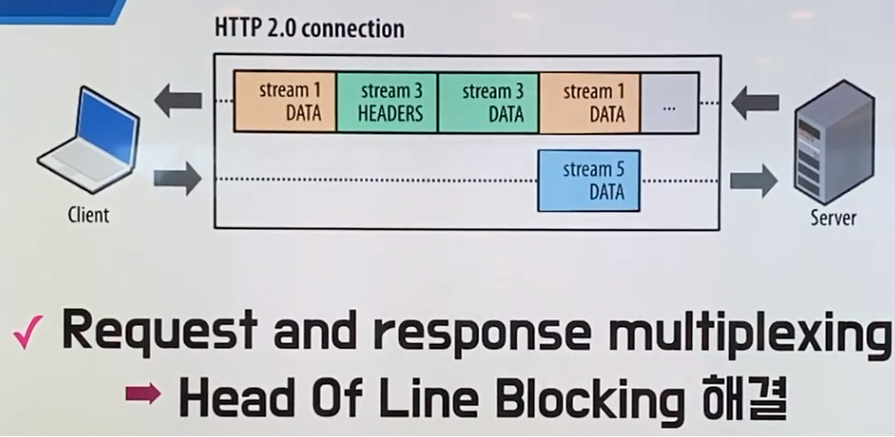 HTTP 2.0 connection
stream 1
DATA
stream 3
HEADERS
stream 3
DATA
stream 1
DATA
...
stream 5
DATA
Client
Server
✓ Request and response multiplexing
➡ Head Of Line Blocking 해결